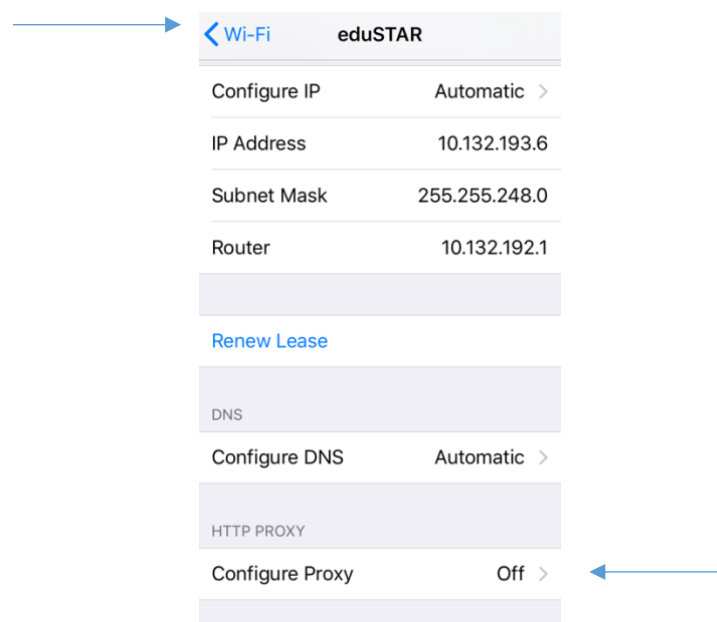 Wi-Fi eduSTAR
Configure IP Automatic
IP Address 10.132.193.6
Subnet Mask 255.255.248.0
Router 10.132.192.1
Renew Lease
DNS
Configure DNS Automatic
HTTP PROXY
Configure Proxy Off